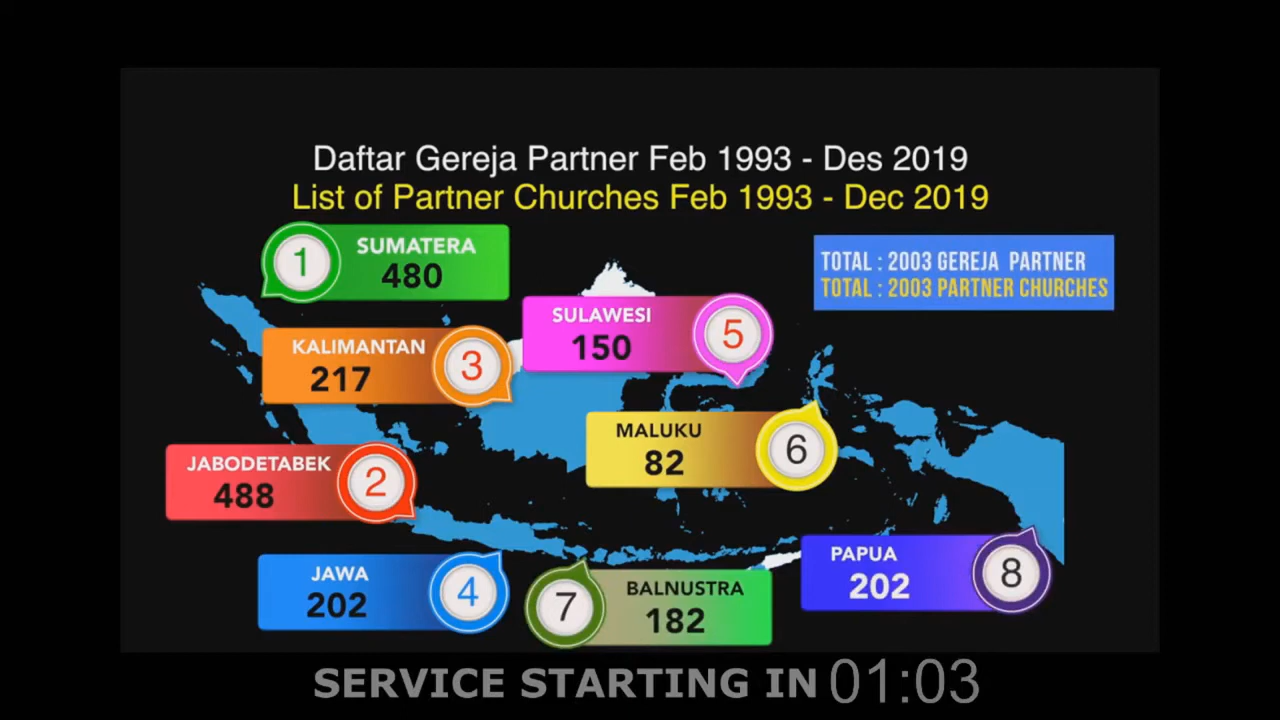 Daftar Gereja Partner Feb 1993 - Des 2019
List of Partner Churches Feb 1993 - Dec 2019
1
SUMATERA
480
TOTAL : 2003 GEREJA PARTNER
TOTAL : 2003 PARTNER CHURCHES
SULAWESI
150
5
KALIMANTAN
217
3
MALUKU
82
6
JABODETABEK
488
2
PAPUA
202
8
JAWA
202
4
7
BALNUSTRA
182
SERVICE STARTING IN 01:03